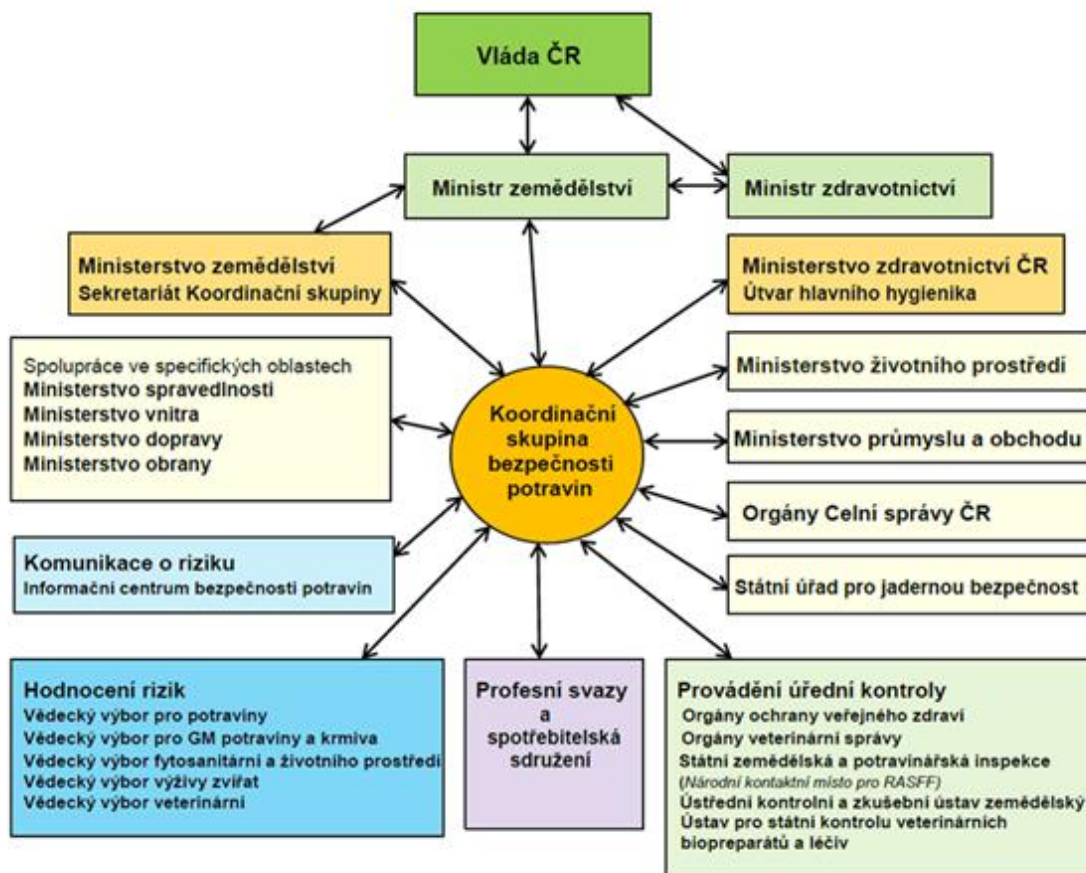 Vláda ČR
Ministr zemědělství
Ministr zdravotnictví
Ministerstvo zemědělství
Sekretariát Koordinační skupiny
Ministerstvo zdravotnictví ČR
Útvar hlavního hygienika
Spolupráce ve specifických oblastech
Ministerstvo spravedlnosti
Ministerstvo vnitra
Ministerstvo dopravy
Ministerstvo obrany
Koordinační
skupina
bezpečnosti
potravin
Ministerstvo životního prostředí
Ministerstvo průmyslu a obchodu
Orgány Celní správy ČR
Státní úřad pro jadernou bezpečnost
Komunikace o riziku
Informační centrum bezpečnosti potravin
Hodnocení rizik
Vědecký výbor pro potraviny
Vědecký výbor pro GM potraviny a krmiva
Vědecký výbor fytosanitární a životního prostředí
Vědecký výbor výživy zvířat
Vědecký výbor veterinární
Profesní svazy
a
spotřebitelská
sdružení
Provádění úřední kontroly
Orgány ochrany veřejného zdraví
Orgány veterinární správy
Státní zemědělská a potravinářská inspekce
(Národní kontaktní místo pro RASFF)
Ústřední kontrolní a zkušební ústav zemědělský
Ústav pro státní kontrolu veterinárních
biopreparátů a léčiv